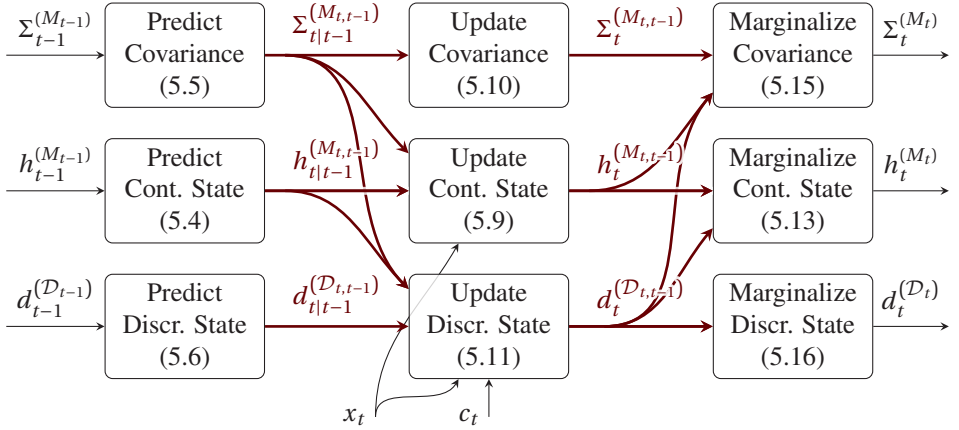 Σ_{t−1}^{(M_{t−1})}
Predict
Covariance
(5.5)
Σ_{t|t−1}^{(M_{t,t−1})}
Update
Covariance
(5.10)
Σ_t^{(M_{t,t−1})}
Marginalize
Covariance
(5.15)
Σ_t^{(M_t)}
h_{t−1}^{(M_{t−1})}
Predict
Cont. State
(5.4)
h_{t|t−1}^{(M_{t,t−1})}
Update
Cont. State
(5.9)
h_t^{(M_{t,t−1})}
Marginalize
Cont. State
(5.13)
h_t^{(M_t)}
d_{t−1}^{(𝒟_{t−1})}
Predict
Discr. State
(5.6)
d_{t|t−1}^{(𝒟_{t,t−1})}
Update
Discr. State
(5.11)
d_t^{(𝒟_{t,t−1})}
Marginalize
Discr. State
(5.16)
d_t^{(𝒟_t)}
x_t
c_t